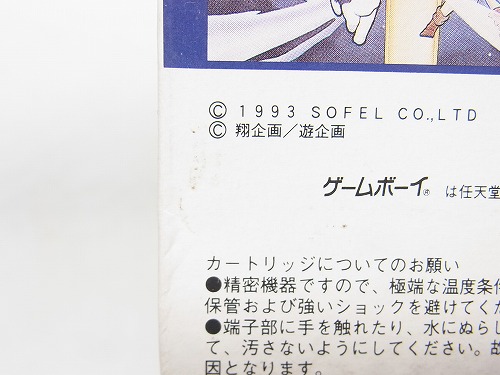 © 1993 SOFEL CO.,LTD
© 翔企画／遊企画
ゲームボーイ® は任天堂
カートリッジについてのお願い
●精密機器ですので、極端な温度条件
保管および強いショックを避けてくだ
●端子部に手を触れたり、水にぬらし
て、汚さないようにしてください。故
因となります。